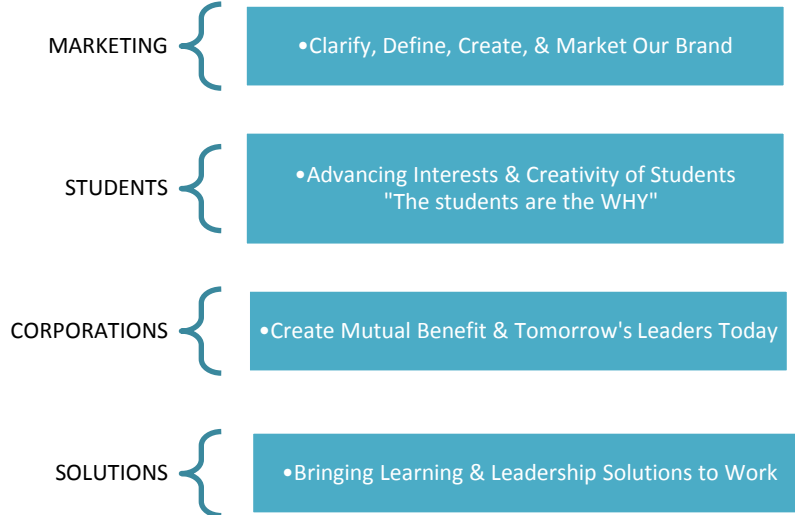 MARKETING
•Clarify, Define, Create, & Market Our Brand
STUDENTS
•Advancing Interests & Creativity of Students
"The students are the WHY"
CORPORATIONS
•Create Mutual Benefit & Tomorrow's Leaders Today
SOLUTIONS
•Bringing Learning & Leadership Solutions to Work